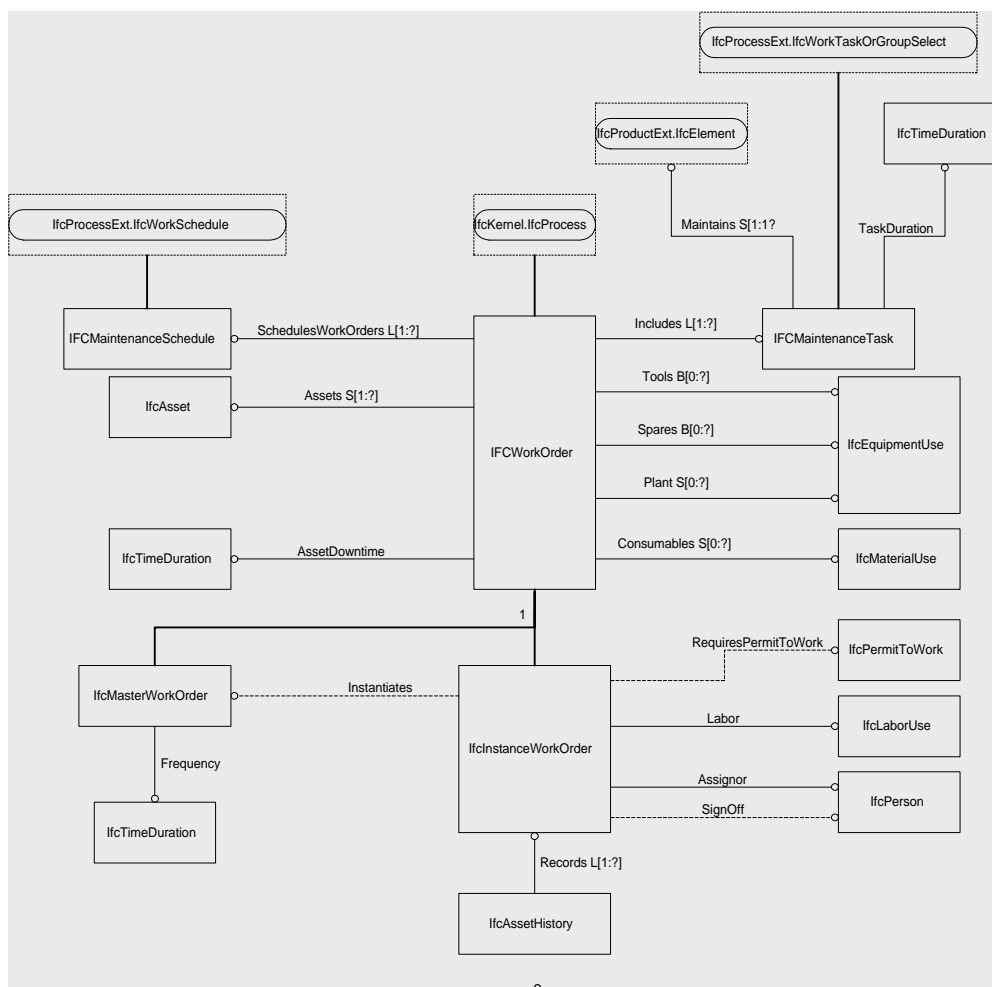 IfcProcessExt.IfcWorkTaskOrGroupSelect
IfcProductExt.IfcElement
IfcTimeDuration
IfcProcessExt.IfcWorkSchedule
IfcKernel.IfcProcess
Maintains S[1:1?
TaskDuration
IFCMaintenanceSchedule
SchedulesWorkOrders L[1:?]
Includes L[1:?]
IFCMaintenanceTask
IfcAsset
Assets S[1:?]
Tools B[0:?]
IFCWorkOrder
Spares B[0:?]
IfcEquipmentUse
Plant S[0:?]
IfcTimeDuration
AssetDowntime
Consumables S[0:?]
IfcMaterialUse
1
RequiresPermitToWork
IfcPermitToWork
IfcMasterWorkOrder
Instantiates
IfcInstanceWorkOrder
Labor
IfcLaborUse
Frequency
Assignor
IfcPerson
SignOff
IfcTimeDuration
Records L[1:?]
IfcAssetHistory